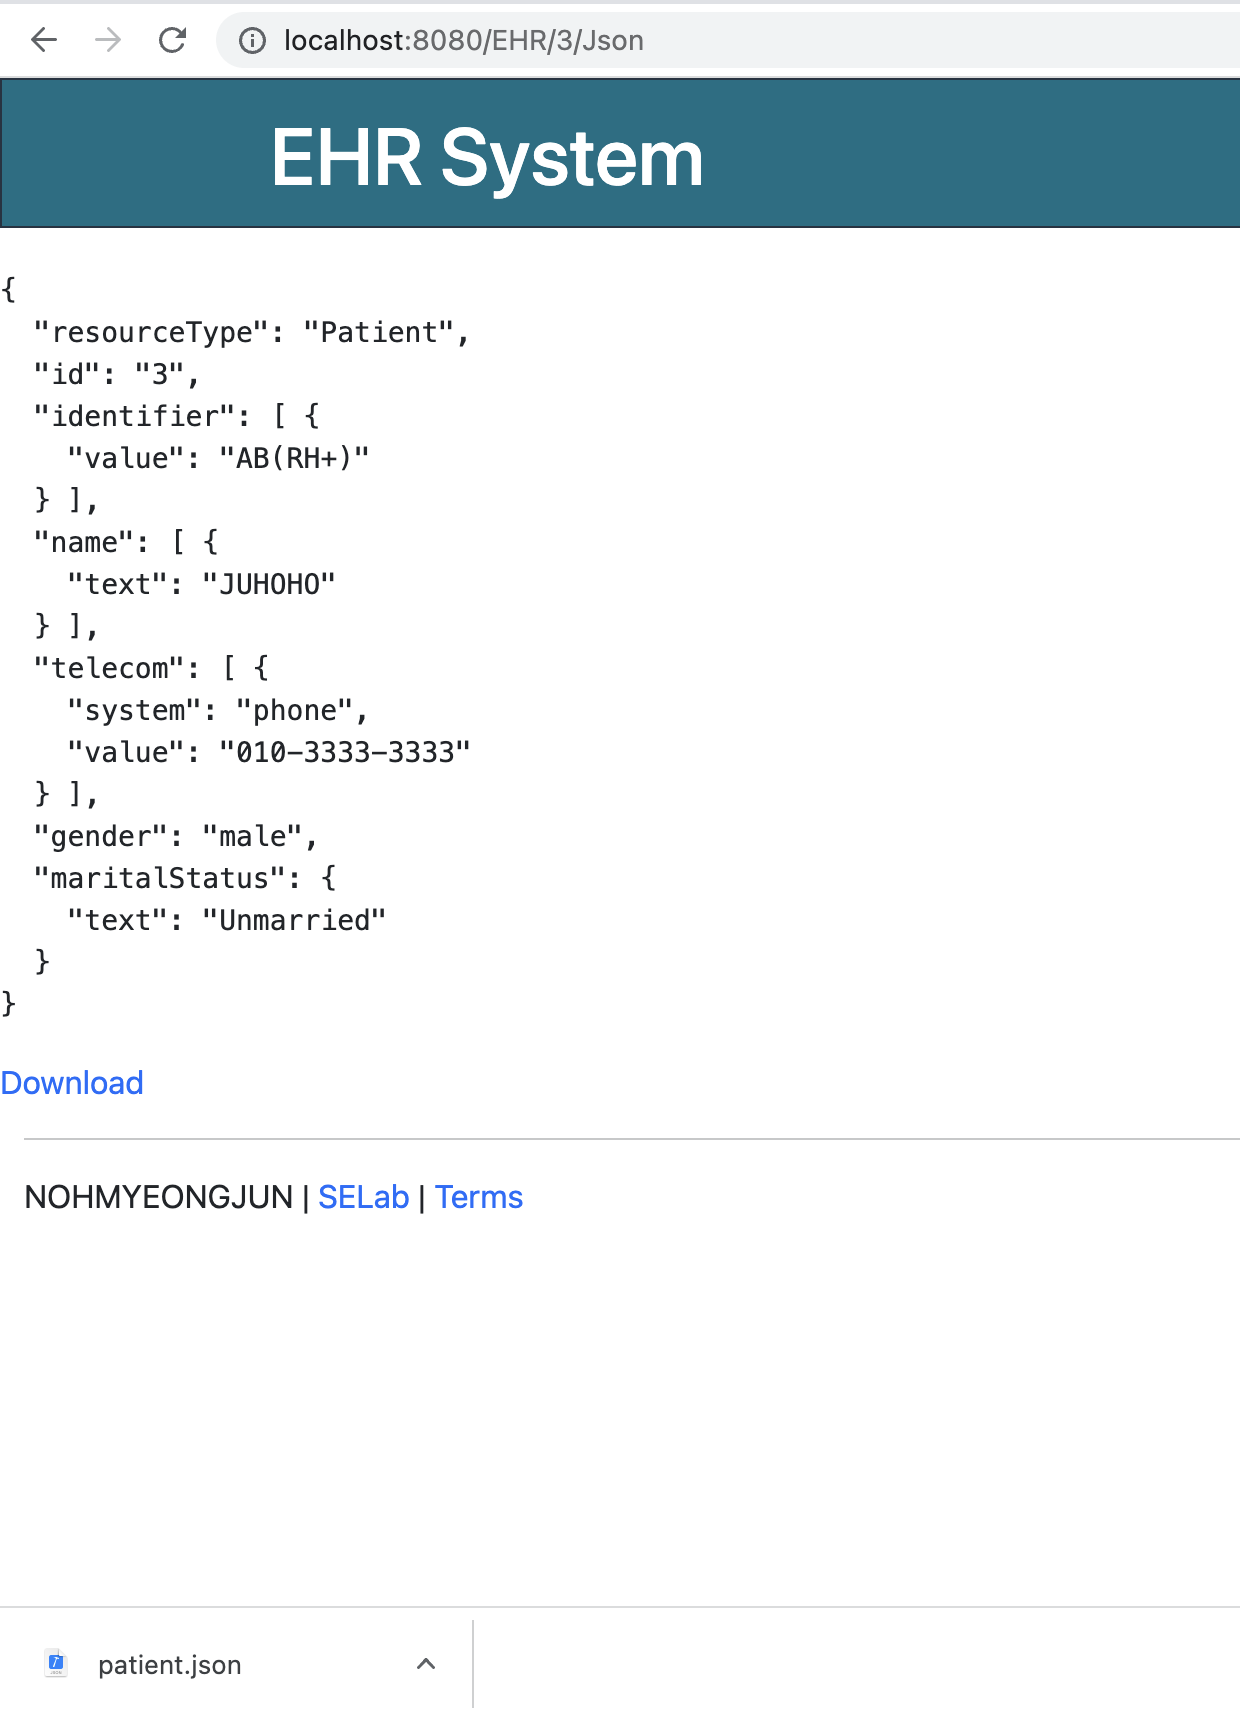 localhost:8080/EHR/3/Json
EHR System
{
  "resourceType": "Patient",
  "id": "3",
  "identifier": [ {
    "value": "AB(RH+)"
  } ],
  "name": [ {
    "text": "JUHOHO"
  } ],
  "telecom": [ {
    "system": "phone",
    "value": "010-3333-3333"
  } ],
  "gender": "male",
  "maritalStatus": {
    "text": "Unmarried"
  }
}
Download
NOHMYEONGJUN | SELab | Terms
patient.json